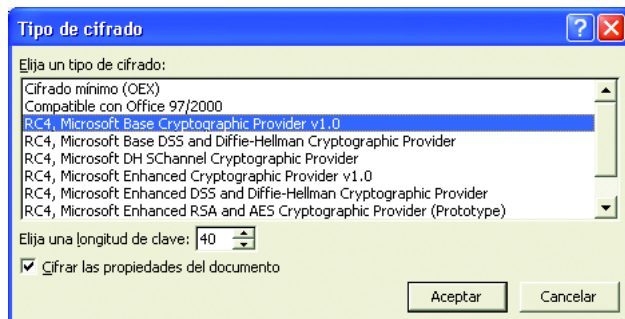 Tipo de cifrado
Elija un tipo de cifrado:
Cifrado mínimo (OEX)
Compatible con Office 97/2000
RC4, Microsoft Base Cryptographic Provider v1.0
RC4, Microsoft Base DSS and Diffie-Hellman Cryptographic Provider
RC4, Microsoft DH SChannel Cryptographic Provider
RC4, Microsoft Enhanced Cryptographic Provider v1.0
RC4, Microsoft Enhanced DSS and Diffie-Hellman Cryptographic Provider
RC4, Microsoft Enhanced RSA and AES Cryptographic Provider (Prototype)
Elija una longitud de clave: 40
Cifrar las propiedades del documento
Aceptar Cancelar